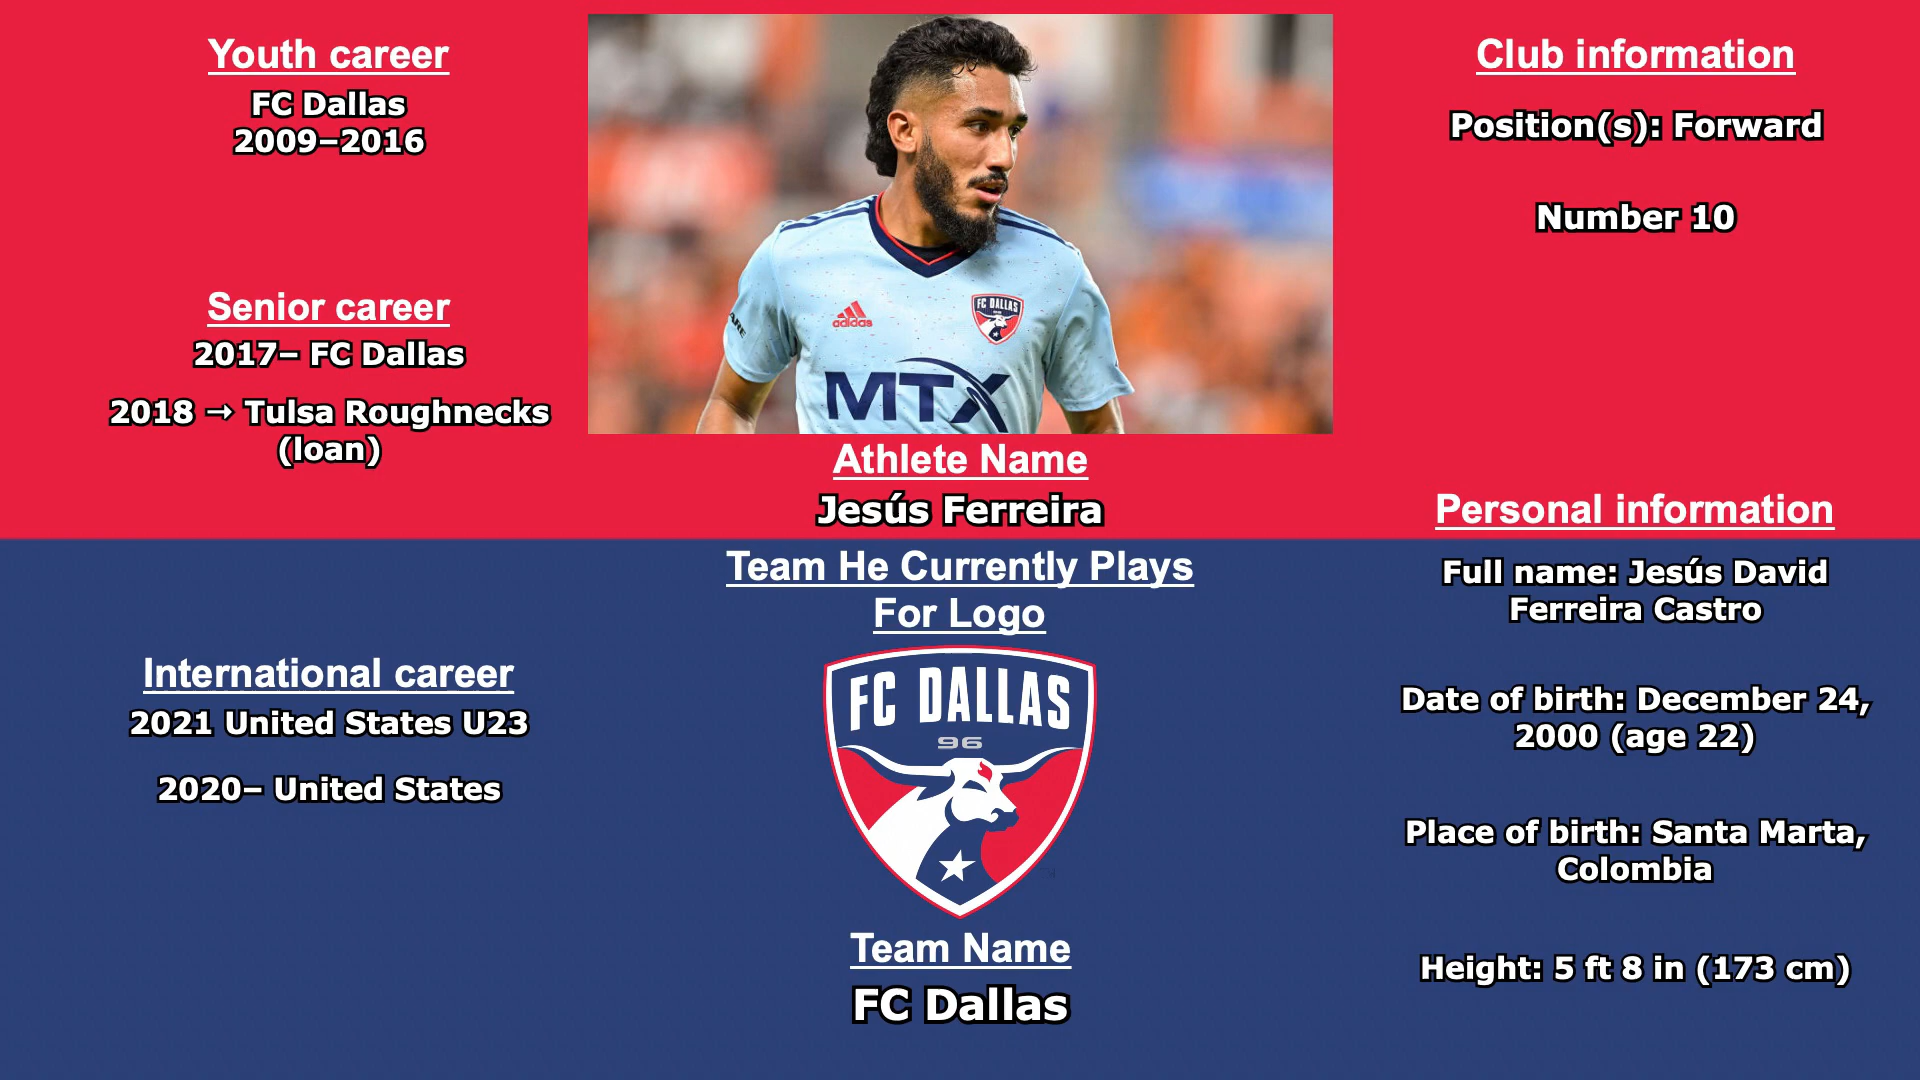 Youth career
FC Dallas
2009–2016
Senior career
2017– FC Dallas
2018 → Tulsa Roughnecks
(loan)
International career
2021 United States U23
2020– United States
adidas
FC DALLAS
MTX
Athlete Name
Jesús Ferreira
Team He Currently Plays
For Logo
FC DALLAS
96
Team Name
FC Dallas
Club information
Position(s): Forward
Number 10
Personal information
Full name: Jesús David
Ferreira Castro
Date of birth: December 24,
2000 (age 22)
Place of birth: Santa Marta,
Colombia
Height: 5 ft 8 in (173 cm)